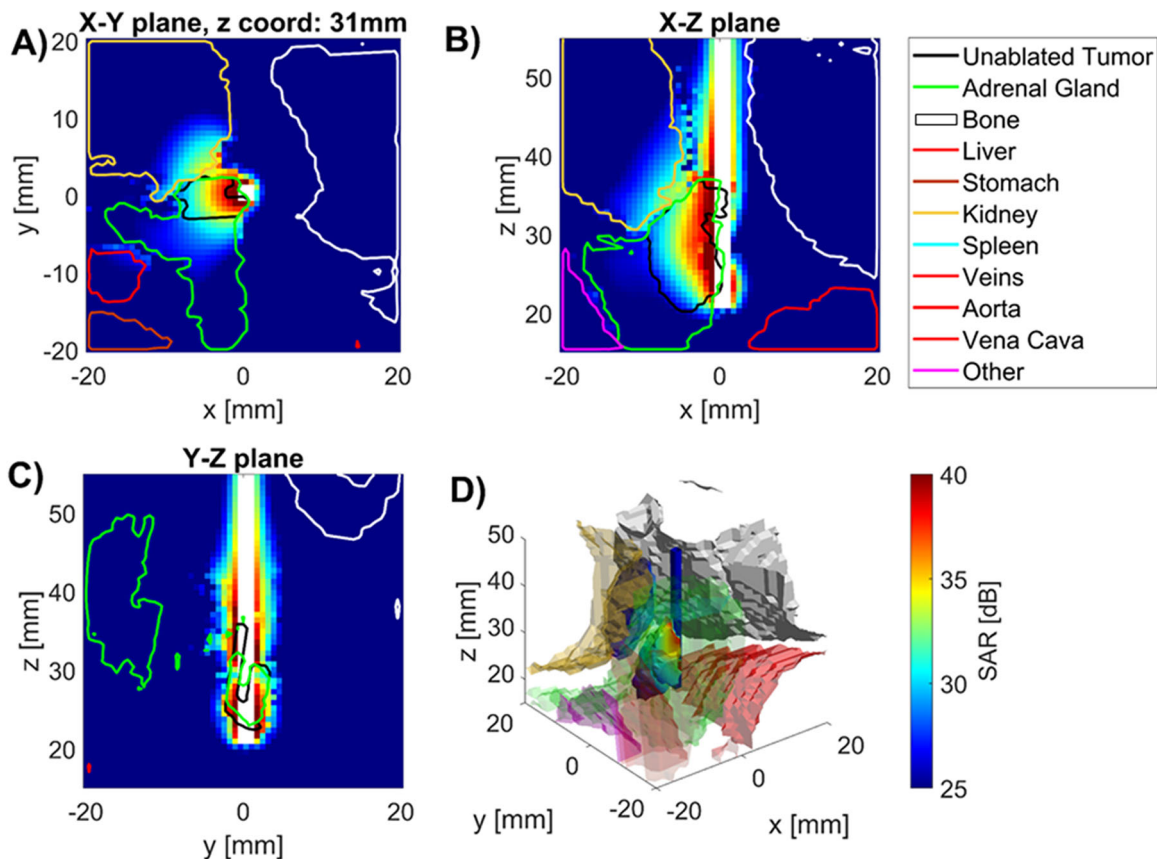 A)
X-Y plane, z coord: 31mm
20
10
0
-10
-20
y [mm]
-20
0
20
x [mm]
B)
X-Z plane
50
40
30
20
z [mm]
-20
0
20
x [mm]
Unablated Tumor
Adrenal Gland
Bone
Liver
Stomach
Kidney
Spleen
Veins
Aorta
Vena Cava
Other
C)
Y-Z plane
50
40
30
20
z [mm]
-20
0
20
y [mm]
D)
50
40
30
20
z [mm]
20
0
-20
y [mm]
-20
0
20
x [mm]
40
35
30
25
SAR [dB]